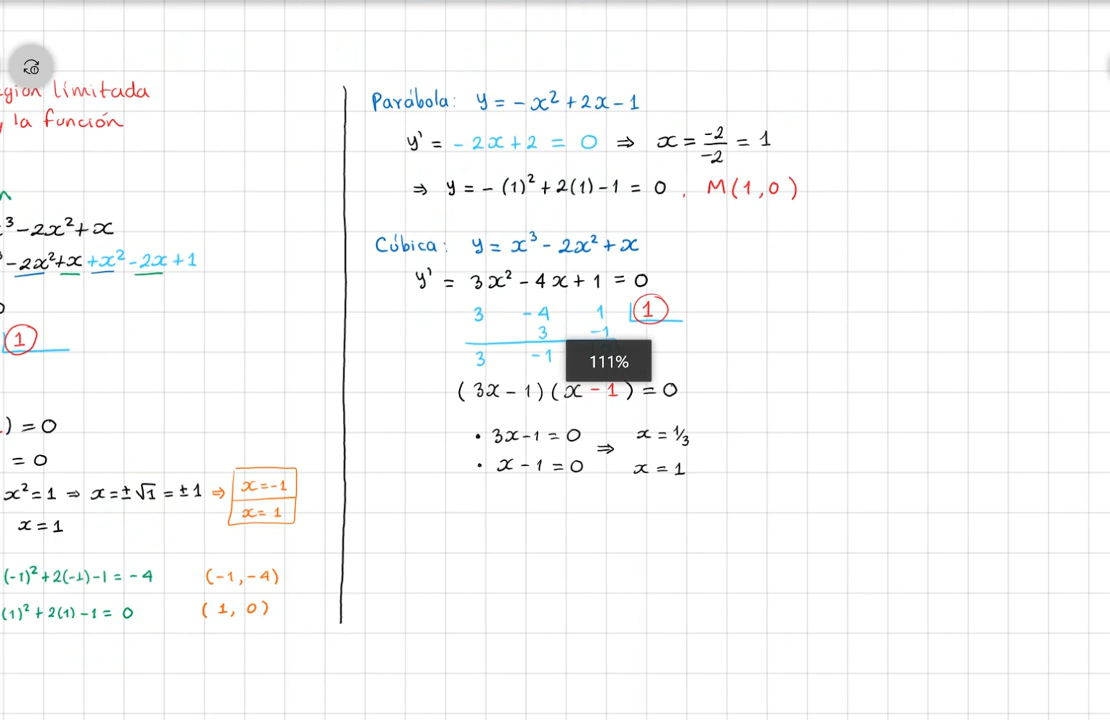 gión limitada
la función
³-2x²+x
-2x²+x+x²-2x+1
1
) = 0
= 0
x²=1 ⇒ x=±√1=±1 ⇒ x=-1
x=1
x=1
(-1)²+2(-1)-1=-4 (-1,-4)
(1)²+2(1)-1=0 (1,0)
Parábola: y=-x²+2x-1
y'=-2x+2=0 ⇒ x=-2/-2=1
⇒ y=-(1)²+2(1)-1=0. M(1,0)
Cúbica: y=x³-2x²+x
y'=3x²-4x+1=0
3 -4 1 1
3 -1
3 -1
111%
(3x-1)(x-1)=0
• 3x-1=0 ⇒ x=1/3
• x-1=0 x=1